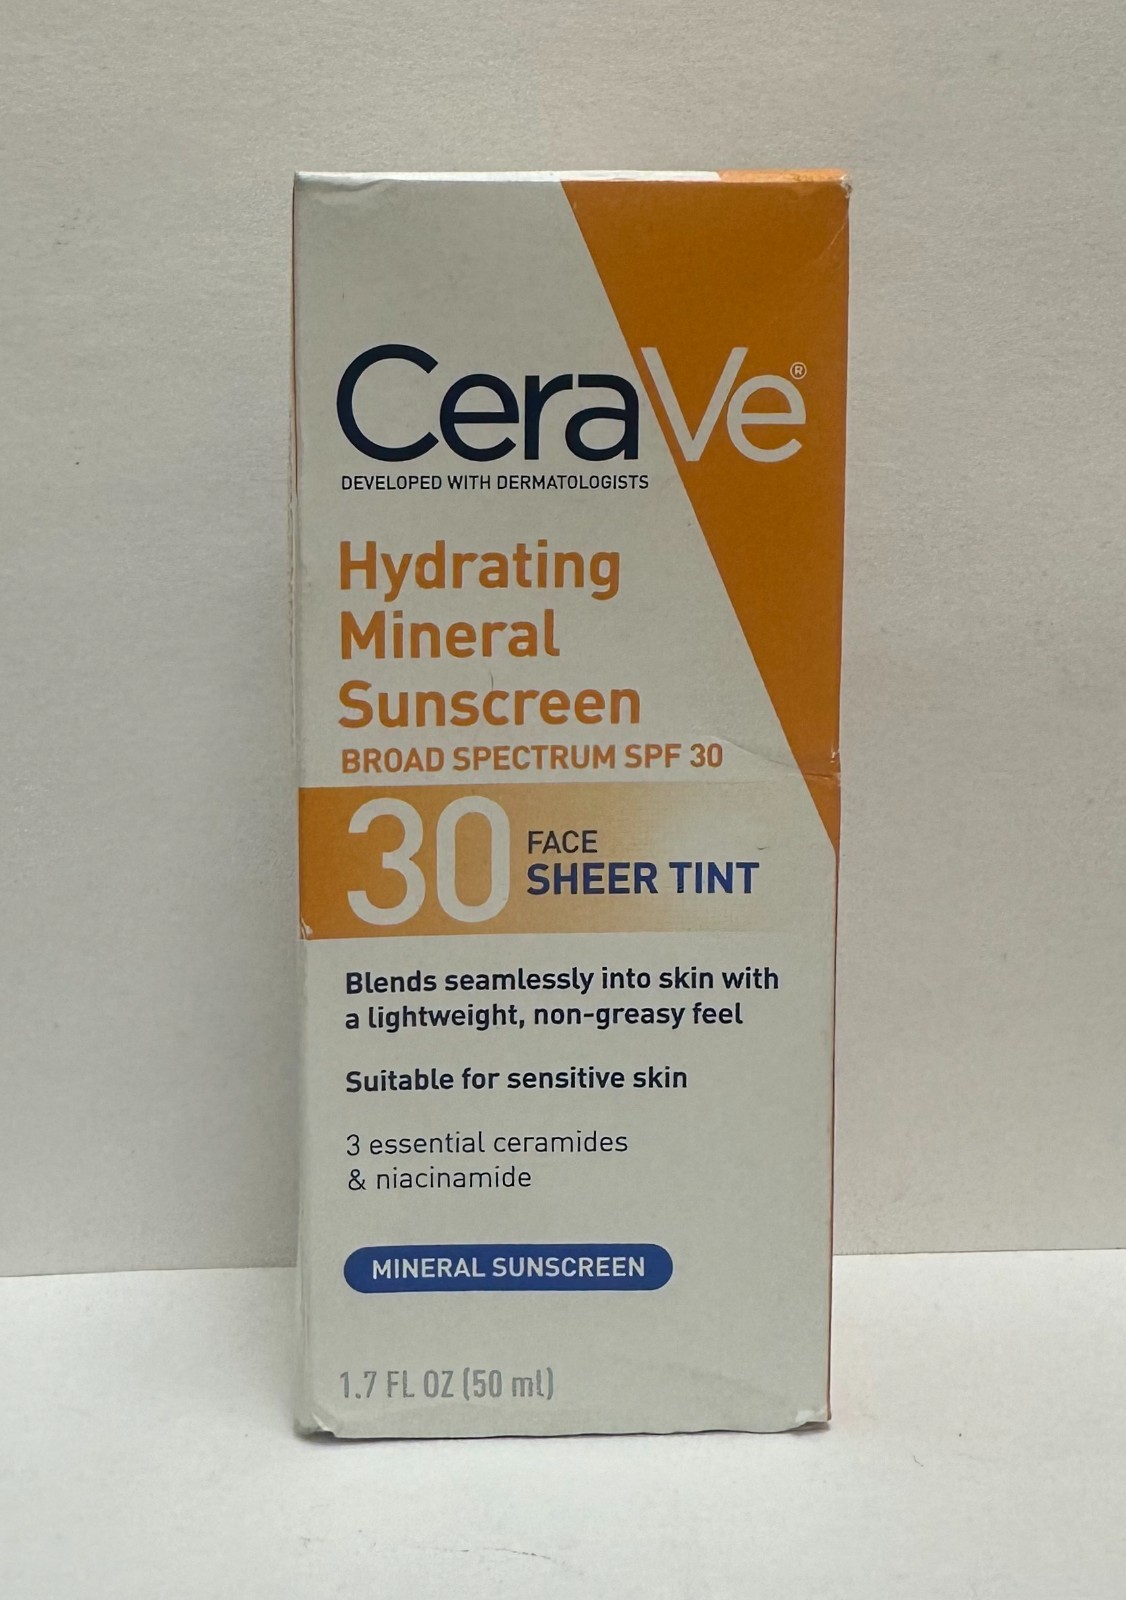 CeraVe®
DEVELOPED WITH DERMATOLOGISTS
Hydrating
Mineral
Sunscreen
BROAD SPECTRUM SPF 30
30
FACE
SHEER TINT
Blends seamlessly into skin with
a lightweight, non-greasy feel
Suitable for sensitive skin
3 essential ceramides
& niacinamide
MINERAL SUNSCREEN
1.7 FL OZ (50 ml)